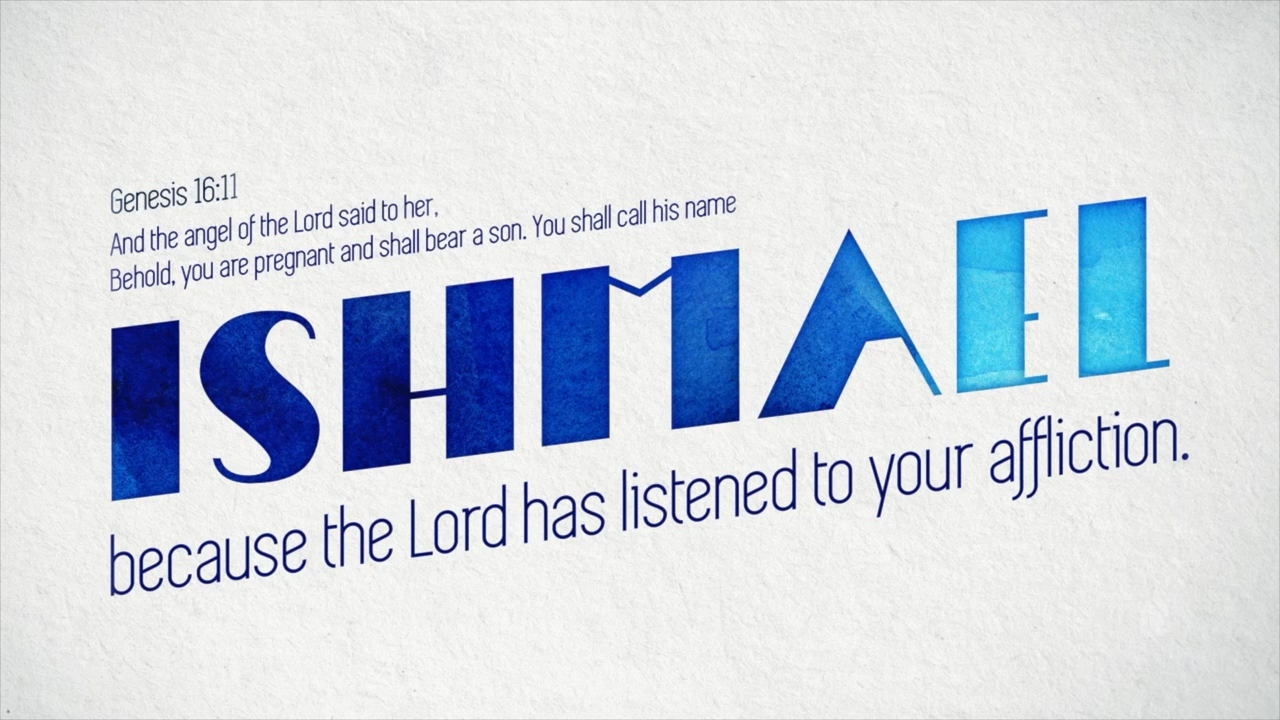 Genesis 16:11
And the angel of the Lord said to her,
Behold, you are pregnant and shall bear a son. You shall call his name
ISHMAEL
because the Lord has listened to your affliction.